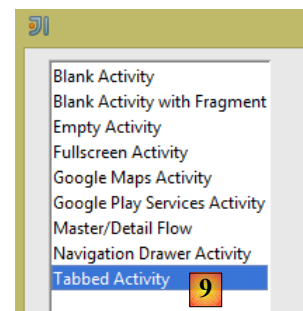 Blank Activity
Blank Activity with Fragment
Empty Activity
Fullscreen Activity
Google Maps Activity
Google Play Services Activity
Master/Detail Flow
Navigation Drawer Activity
Tabbed Activity
9